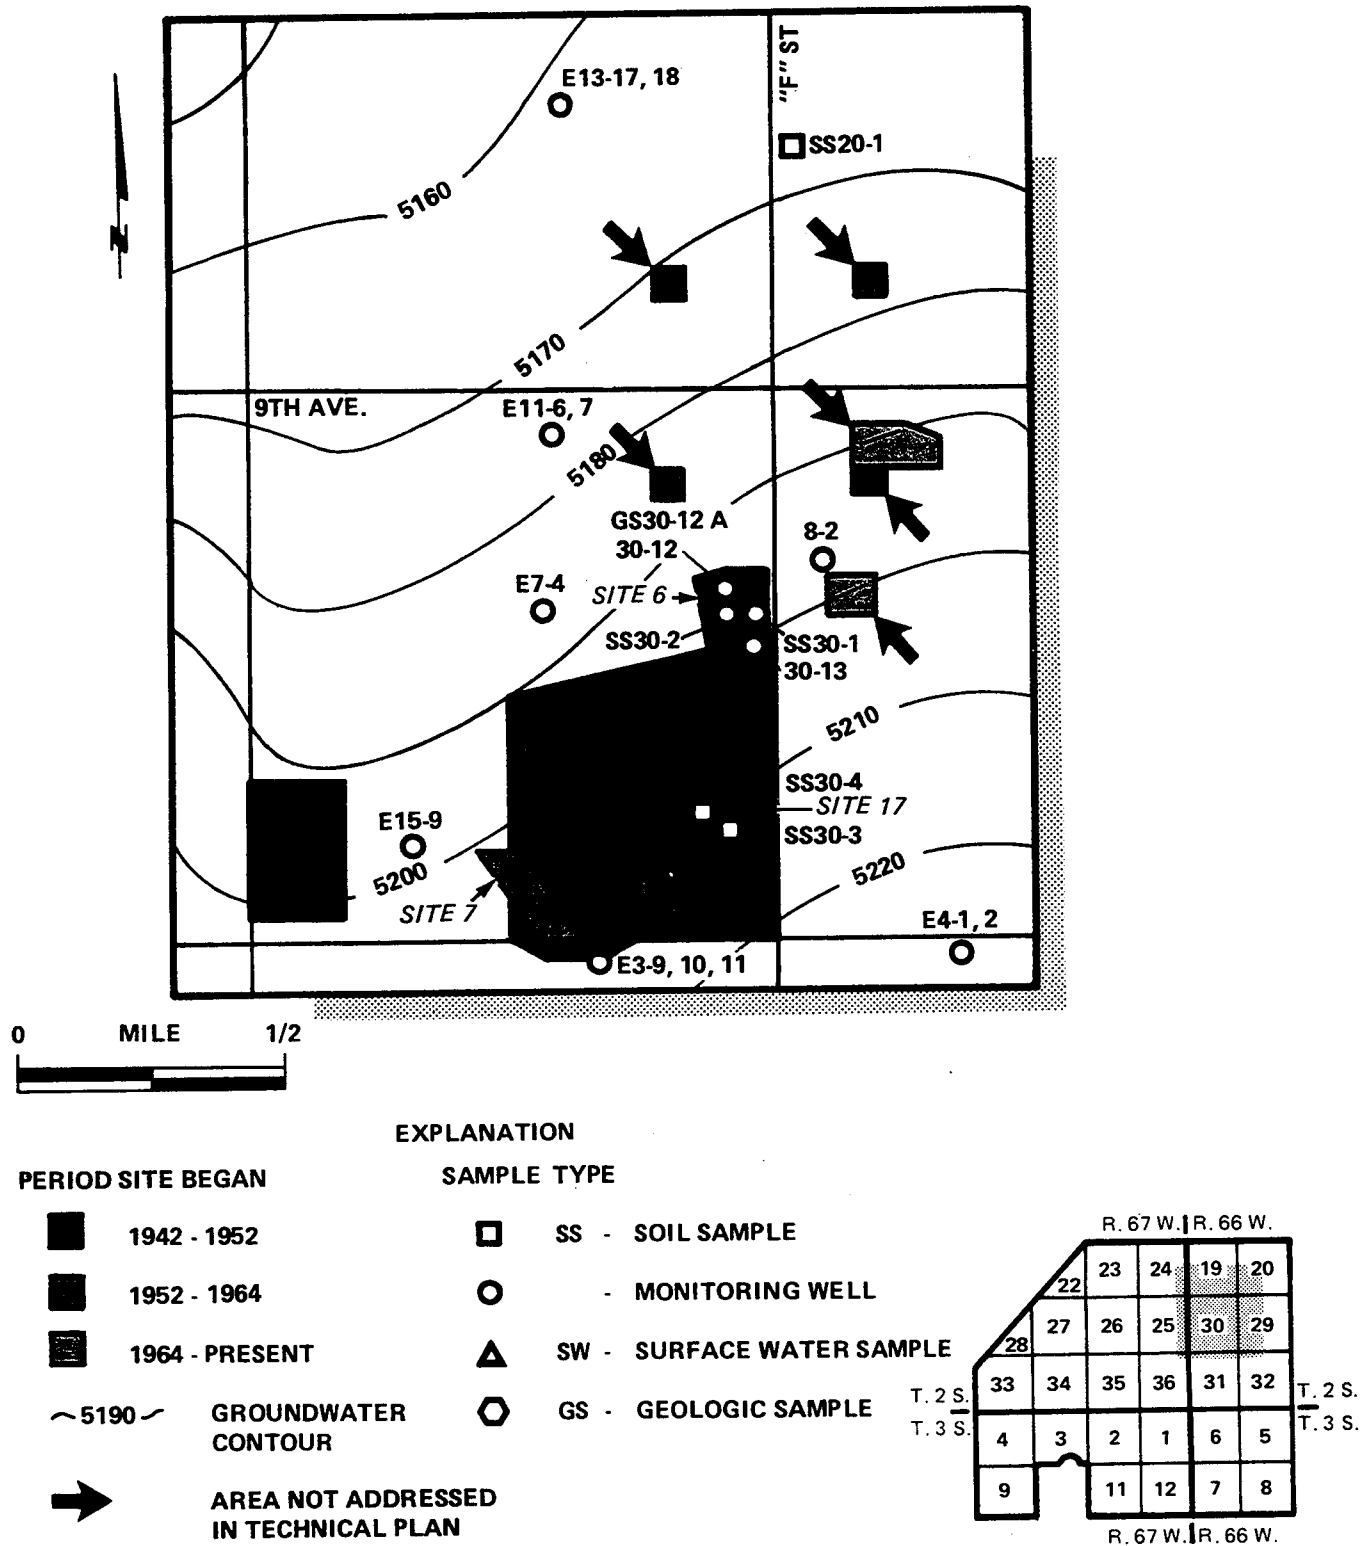 "F" ST
E13-17, 18
SS20-1
5160
5170
9TH AVE.
E11-6, 7
5180
GS30-12 A
30-12
8-2
E7-4
SITE 6
SS30-2
SS30-1
30-13
5210
SS30-4
SITE 17
SS30-3
E15-9
5200
5220
SITE 7
E4-1, 2
E3-9, 10, 11
N
0 MILE 1/2
EXPLANATION
PERIOD SITE BEGAN
1942 - 1952
1952 - 1964
1964 - PRESENT
~5190~ GROUNDWATER
CONTOUR
AREA NOT ADDRESSED
IN TECHNICAL PLAN
SAMPLE TYPE
SS - SOIL SAMPLE
- MONITORING WELL
SW - SURFACE WATER SAMPLE
GS - GEOLOGIC SAMPLE
R. 67 W. R. 66 W.
22 23 24 19 20
28 27 26 25 30 29
33 34 35 36 31 32
T. 2 S. T. 2 S.
T. 3 S. T. 3 S.
4 3 2 1 6 5
9 11 12 7 8
R. 67 W. R. 66 W.